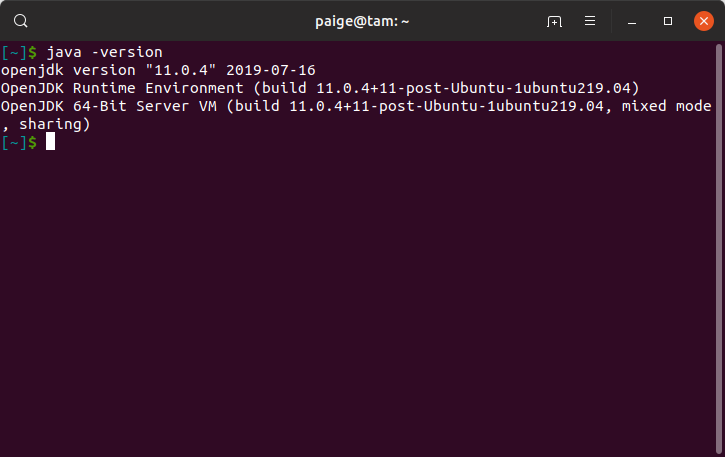 paige@tam: ~
[~]$ java -version
openjdk version "11.0.4" 2019-07-16
OpenJDK Runtime Environment (build 11.0.4+11-post-Ubuntu-1ubuntu219.04)
OpenJDK 64-Bit Server VM (build 11.0.4+11-post-Ubuntu-1ubuntu219.04, mixed mode
, sharing)
[~]$